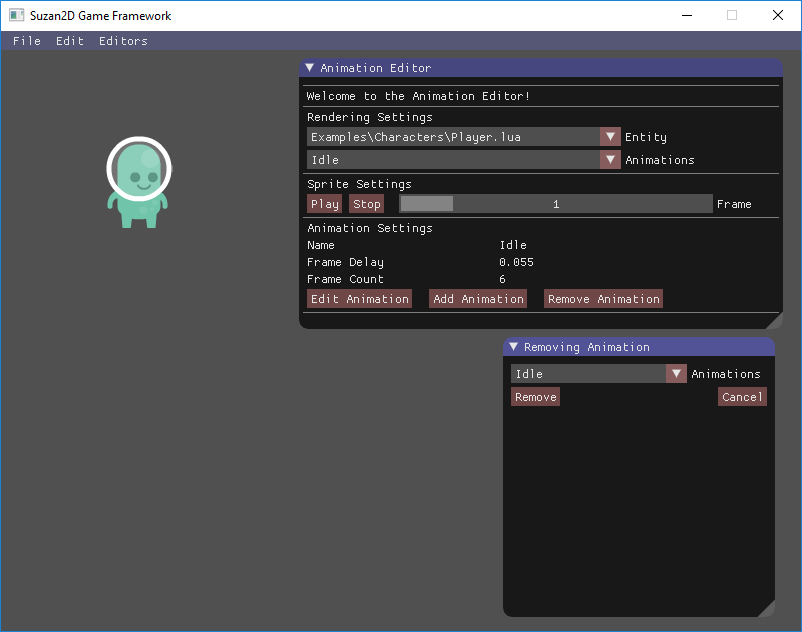 Suzan2D Game Framework
File Edit Editors
Animation Editor
Welcome to the Animation Editor!
Rendering Settings
Examples\Characters\Player.lua Entity
Idle Animations
Sprite Settings
Play Stop 1 Frame
Animation Settings
Name Idle
Frame Delay 0.055
Frame Count 6
Edit Animation Add Animation Remove Animation
Removing Animation
Idle Animations
Remove Cancel